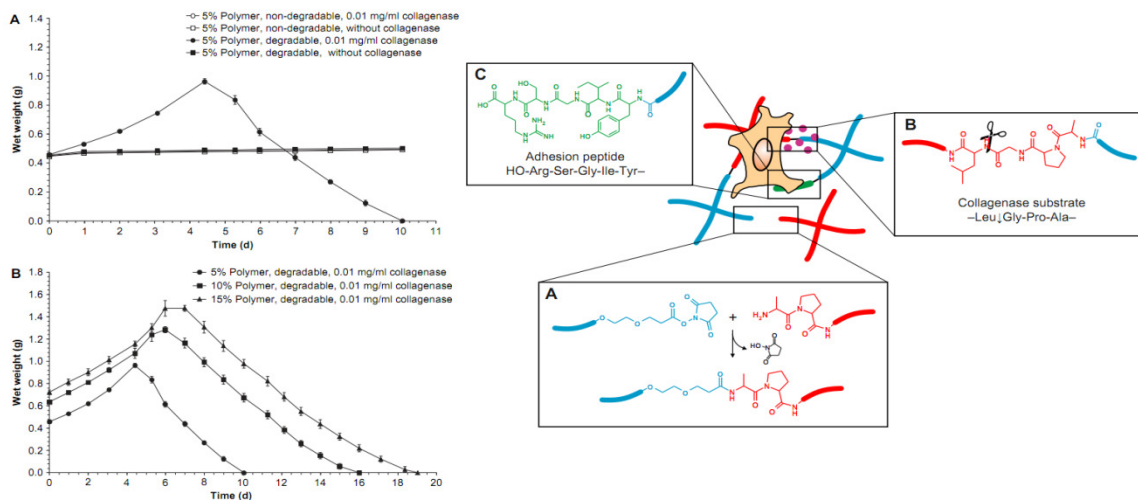 A
5% Polymer, non-degradable, 0.01 mg/ml collagenase
5% Polymer, non-degradable, without collagenase
5% Polymer, degradable, 0.01 mg/ml collagenase
5% Polymer, degradable, without collagenase
Wet weight (g)
1.4
1.2
1.0
0.8
0.6
0.4
0.2
0.0
0 1 2 3 4 5 6 7 8 9 10 11
Time (d)
B
5% Polymer, degradable, 0.01 mg/ml collagenase
10% Polymer, degradable, 0.01 mg/ml collagenase
15% Polymer, degradable, 0.01 mg/ml collagenase
Wet weight (g)
1.8
1.6
1.4
1.2
1.0
0.8
0.6
0.4
0.2
0.0
0 2 4 6 8 10 12 14 16 18 20
Time (d)
C
Adhesion peptide
HO-Arg-Ser-Gly-Ile-Tyr–
B
Collagenase substrate
–Leu↓Gly-Pro-Ala–
A